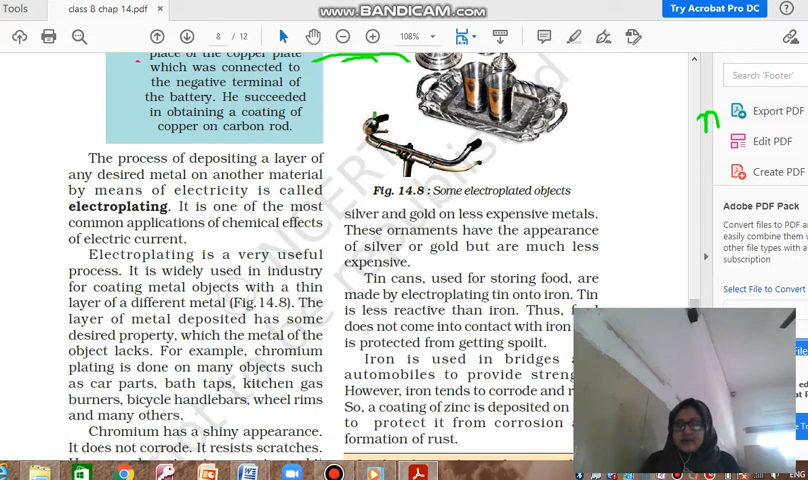 Tools
class 8 chap 14.pdf
×
WWW.BANDICAM.COM
Try Acrobat Pro DC
8 / 12
108%
place of the copper plate
which was connected to
the negative terminal of
the battery. He succeeded
in obtaining a coating of
copper on carbon rod.
The process of depositing a layer of
any desired metal on another material
by means of electricity is called
electroplating. It is one of the most
common applications of chemical effects
of electric current.
Electroplating is a very useful
process. It is widely used in industry
for coating metal objects with a thin
layer of a different metal (Fig.14.8). The
layer of metal deposited has some
desired property, which the metal of the
object lacks. For example, chromium
plating is done on many objects such
as car parts, bath taps, kitchen gas
burners, bicycle handlebars, wheel rims
and many others.
Chromium has a shiny appearance.
It does not corrode. It resists scratches.
Fig. 14.8 : Some electroplated objects
silver and gold on less expensive metals.
These ornaments have the appearance
of silver or gold but are much less
expensive.
Tin cans, used for storing food, are
made by electroplating tin onto iron. Tin
is less reactive than iron. Thus, food
does not come into contact with iron
is protected from getting spoilt.
Iron is used in bridges
automobiles to provide
However, iron tends to corrode and
So, a coating of zinc is deposited on
to protect it from corrosion
formation of rust.
© NCERT
not to be republished
n
Search 'Footer'
Export PDF
Edit PDF
Create PDF
Adobe PDF Pack
Convert files to PDF
easily combine them
other file types with a
subscription
Select File to Convert
ENG